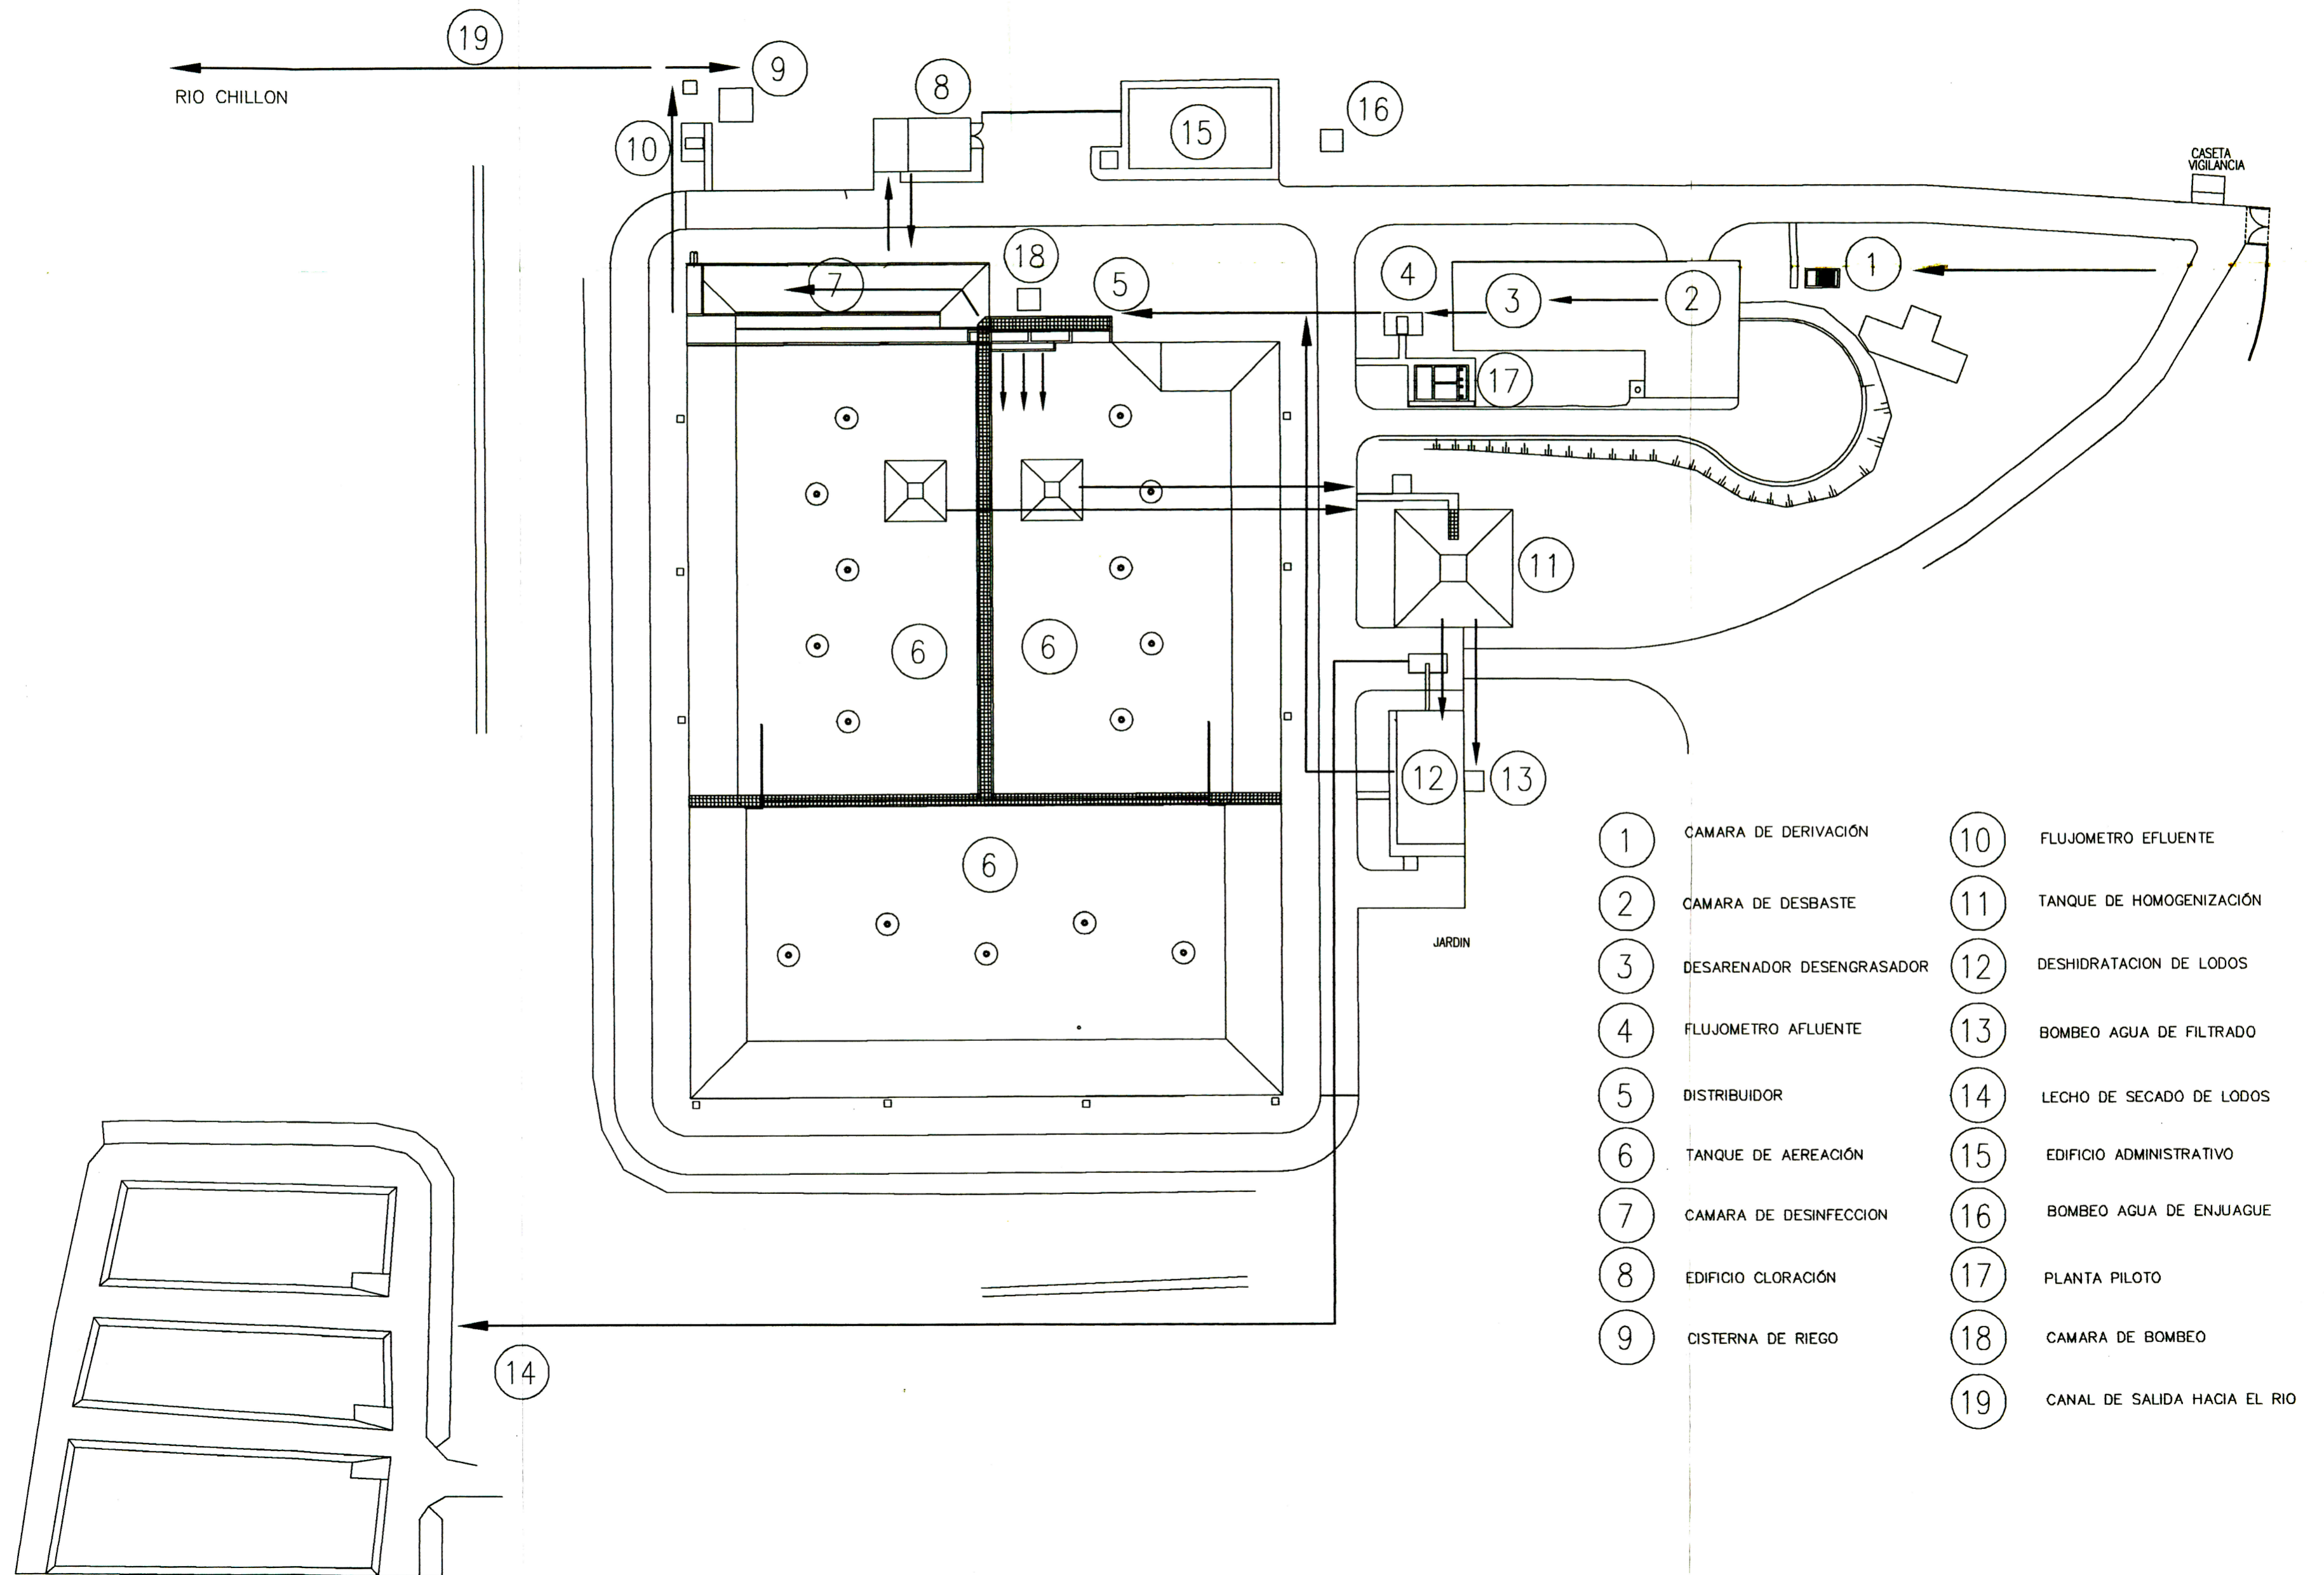 19
9
RIO CHILLON
8
10
15
16
CASETA
VIGILANCIA
18
7
5
4
3
2
1
17
11
6
6
12
13
6
JARDIN
14
1 CAMARA DE DERIVACIÓN
2 CAMARA DE DESBASTE
3 DESARENADOR DESENGRASADOR
4 FLUJOMETRO AFLUENTE
5 DISTRIBUIDOR
6 TANQUE DE AEREACIÓN
7 CAMARA DE DESINFECCION
8 EDIFICIO CLORACIÓN
9 CISTERNA DE RIEGO
10 FLUJOMETRO EFLUENTE
11 TANQUE DE HOMOGENIZACIÓN
12 DESHIDRATACION DE LODOS
13 BOMBEO AGUA DE FILTRADO
14 LECHO DE SECADO DE LODOS
15 EDIFICIO ADMINISTRATIVO
16 BOMBEO AGUA DE ENJUAGUE
17 PLANTA PILOTO
18 CAMARA DE BOMBEO
19 CANAL DE SALIDA HACIA EL RIO